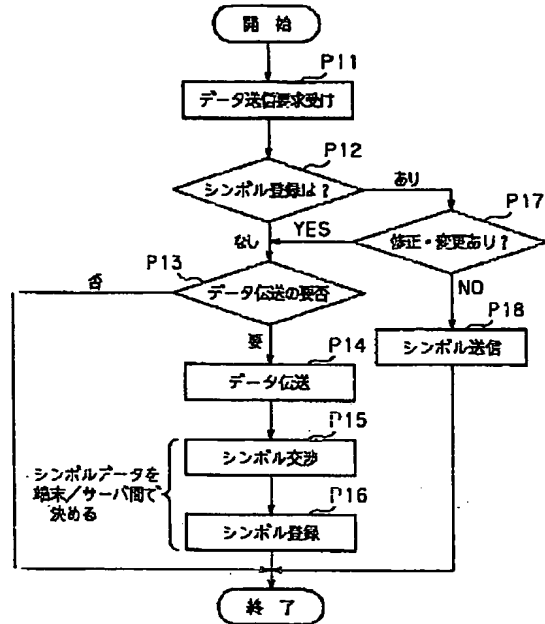 開始
P11
データ送信要求受け
P12
シンボル登録は？
あり
P17
なし
YES
修正・変更あり？
P13
否
データ伝送の要否
NO
P18
要
P14
シンボル送信
データ伝送
P15
シンボル交渉
シンボルデータを
端末／サーバ間で
決める
P16
シンボル登録
終了